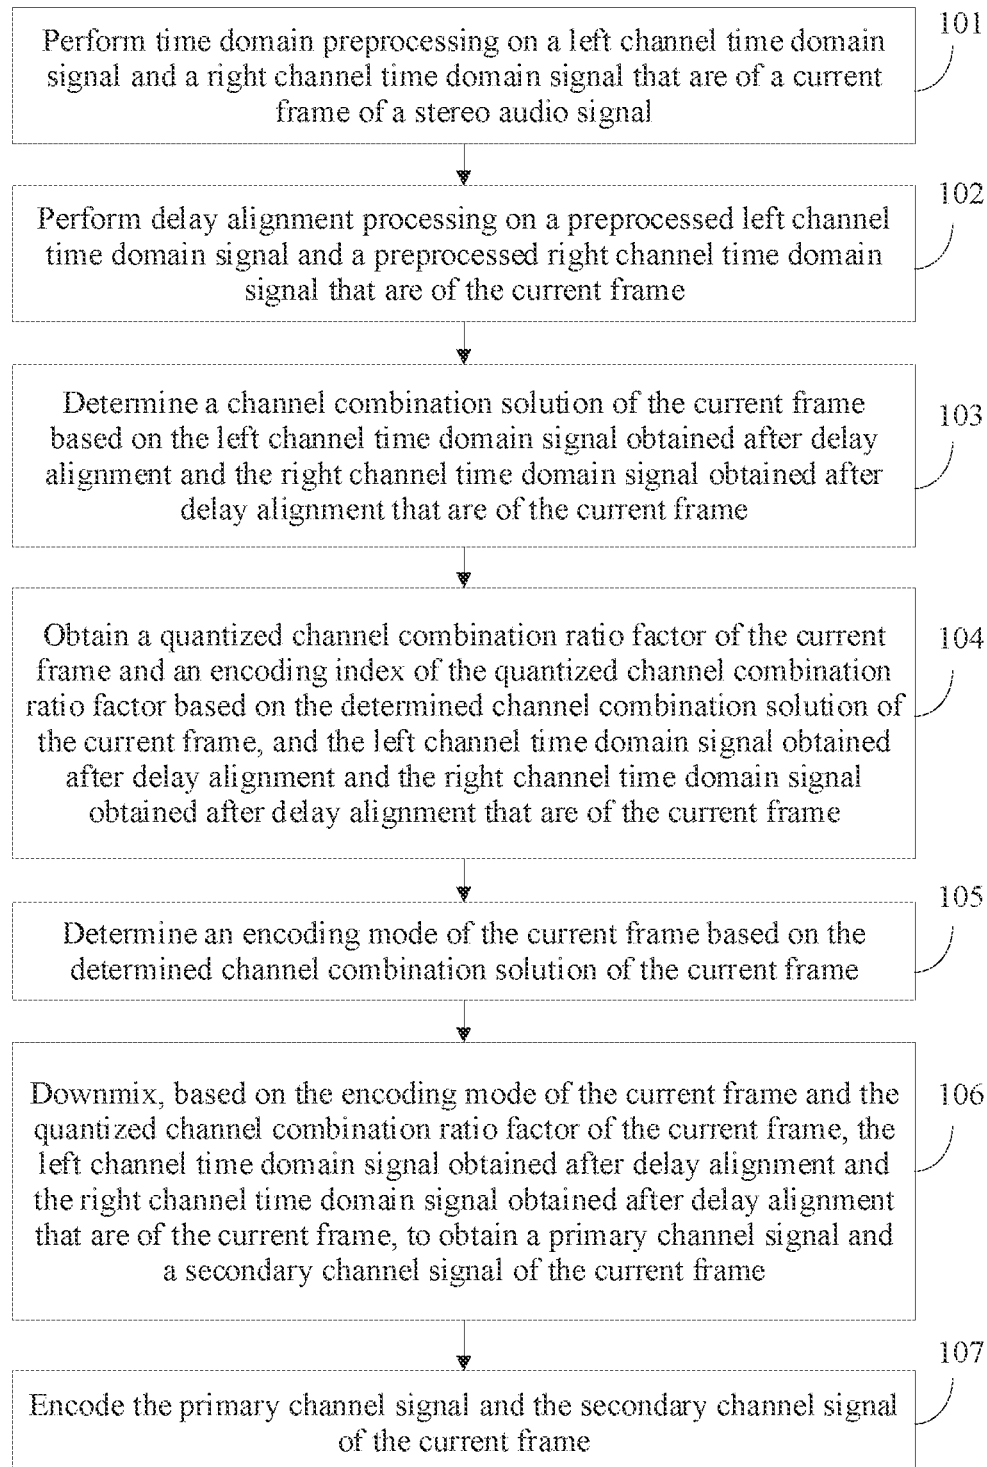 101
Perform time domain preprocessing on a left channel time domain
signal and a right channel time domain signal that are of a current
frame of a stereo audio signal
102
Perform delay alignment processing on a preprocessed left channel
time domain signal and a preprocessed right channel time domain
signal that are of the current frame
103
Determine a channel combination solution of the current frame
based on the left channel time domain signal obtained after delay
alignment and the right channel time domain signal obtained after
delay alignment that are of the current frame
104
Obtain a quantized channel combination ratio factor of the current
frame and an encoding index of the quantized channel combination
ratio factor based on the determined channel combination solution of
the current frame, and the left channel time domain signal obtained
after delay alignment and the right channel time domain signal
obtained after delay alignment that are of the current frame
105
Determine an encoding mode of the current frame based on the
determined channel combination solution of the current frame
106
Downmix, based on the encoding mode of the current frame and the
quantized channel combination ratio factor of the current frame, the
left channel time domain signal obtained after delay alignment and
the right channel time domain signal obtained after delay alignment
that are of the current frame, to obtain a primary channel signal and
a secondary channel signal of the current frame
107
Encode the primary channel signal and the secondary channel signal
of the current frame